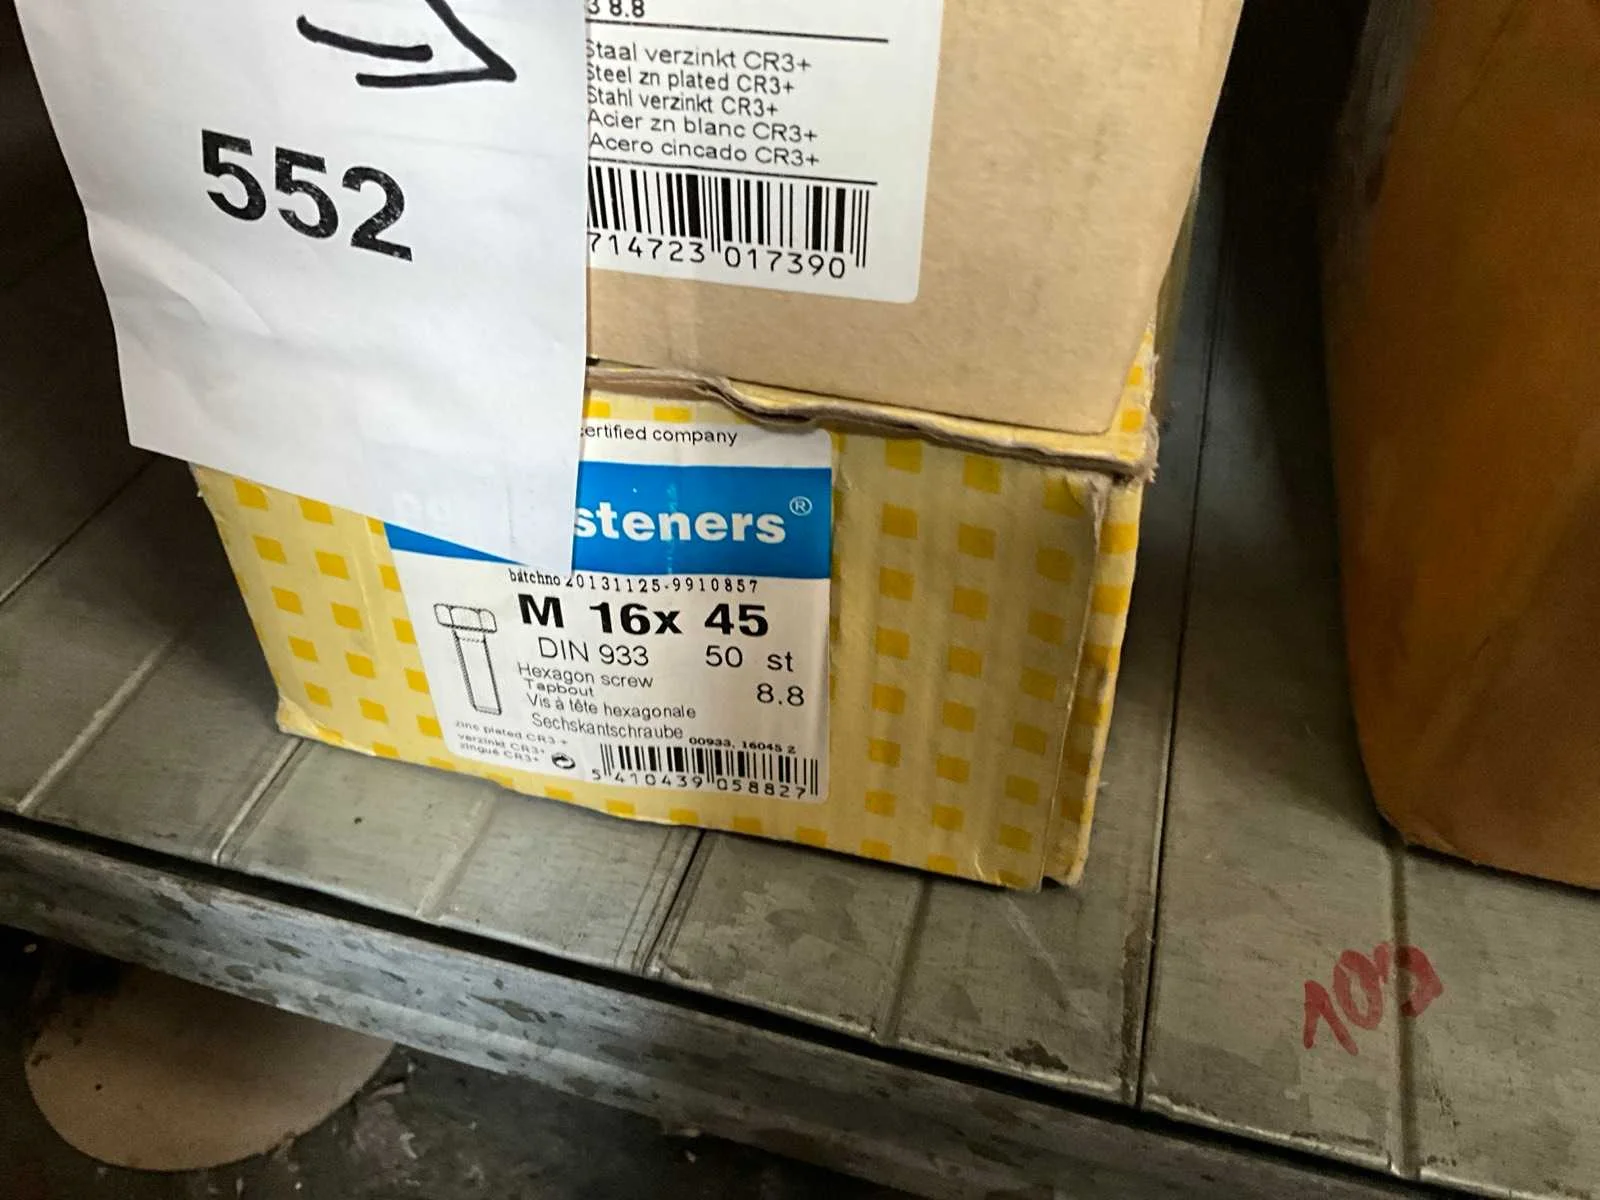 552
8.8
Staal verzinkt CR3+
Steel zn plated CR3+
Stahl verzinkt CR3+
Acier zn blanc CR3+
Acero cincado CR3+
714723 017390
certified company
steners®
batchno 20131125-9910857
M 16x 45
DIN 933 50 st
Hexagon screw 8.8
Tapbout
Vis à tête hexagonale
Sechskantschraube
zinc plated CR3+
verzinkt CR3+
zingué CR3+
00933. 16045 2
5 410439 058827
100